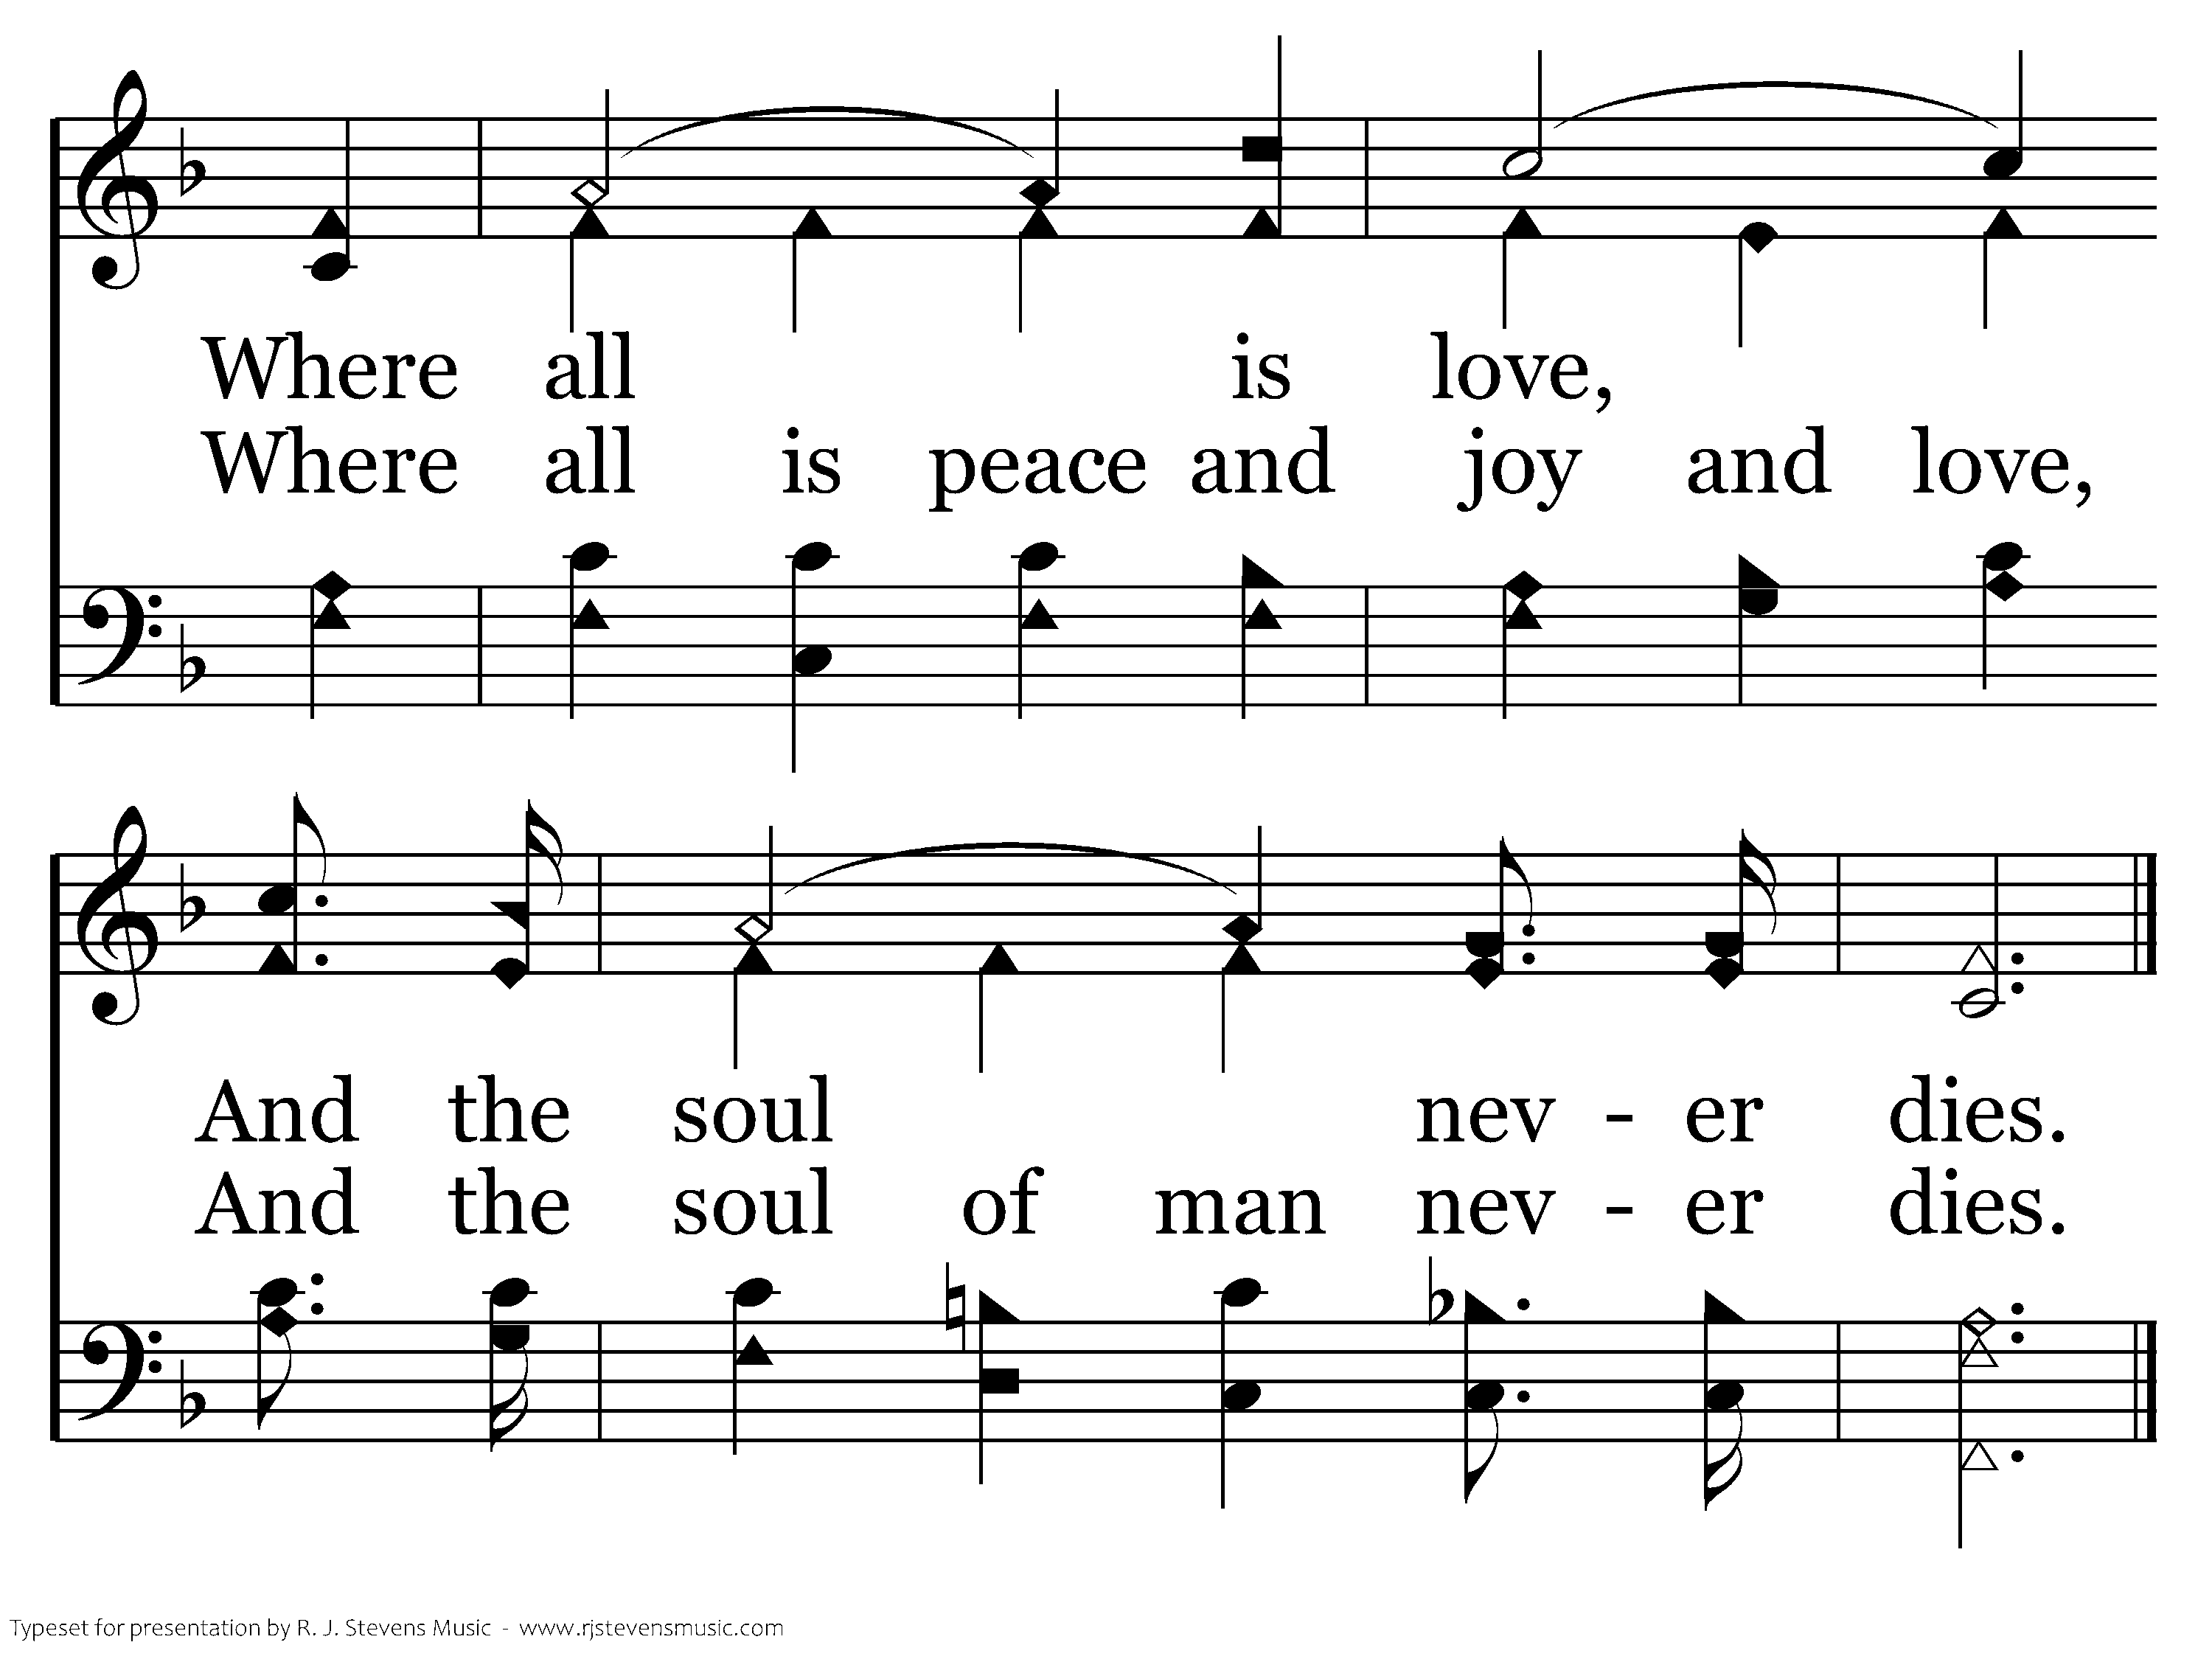 Where all is love,
Where all is peace and joy and love,
And the soul nev - er dies.
And the soul of man nev - er dies.
Typeset for presentation by R. J. Stevens Music - www.rjstevensmusic.com